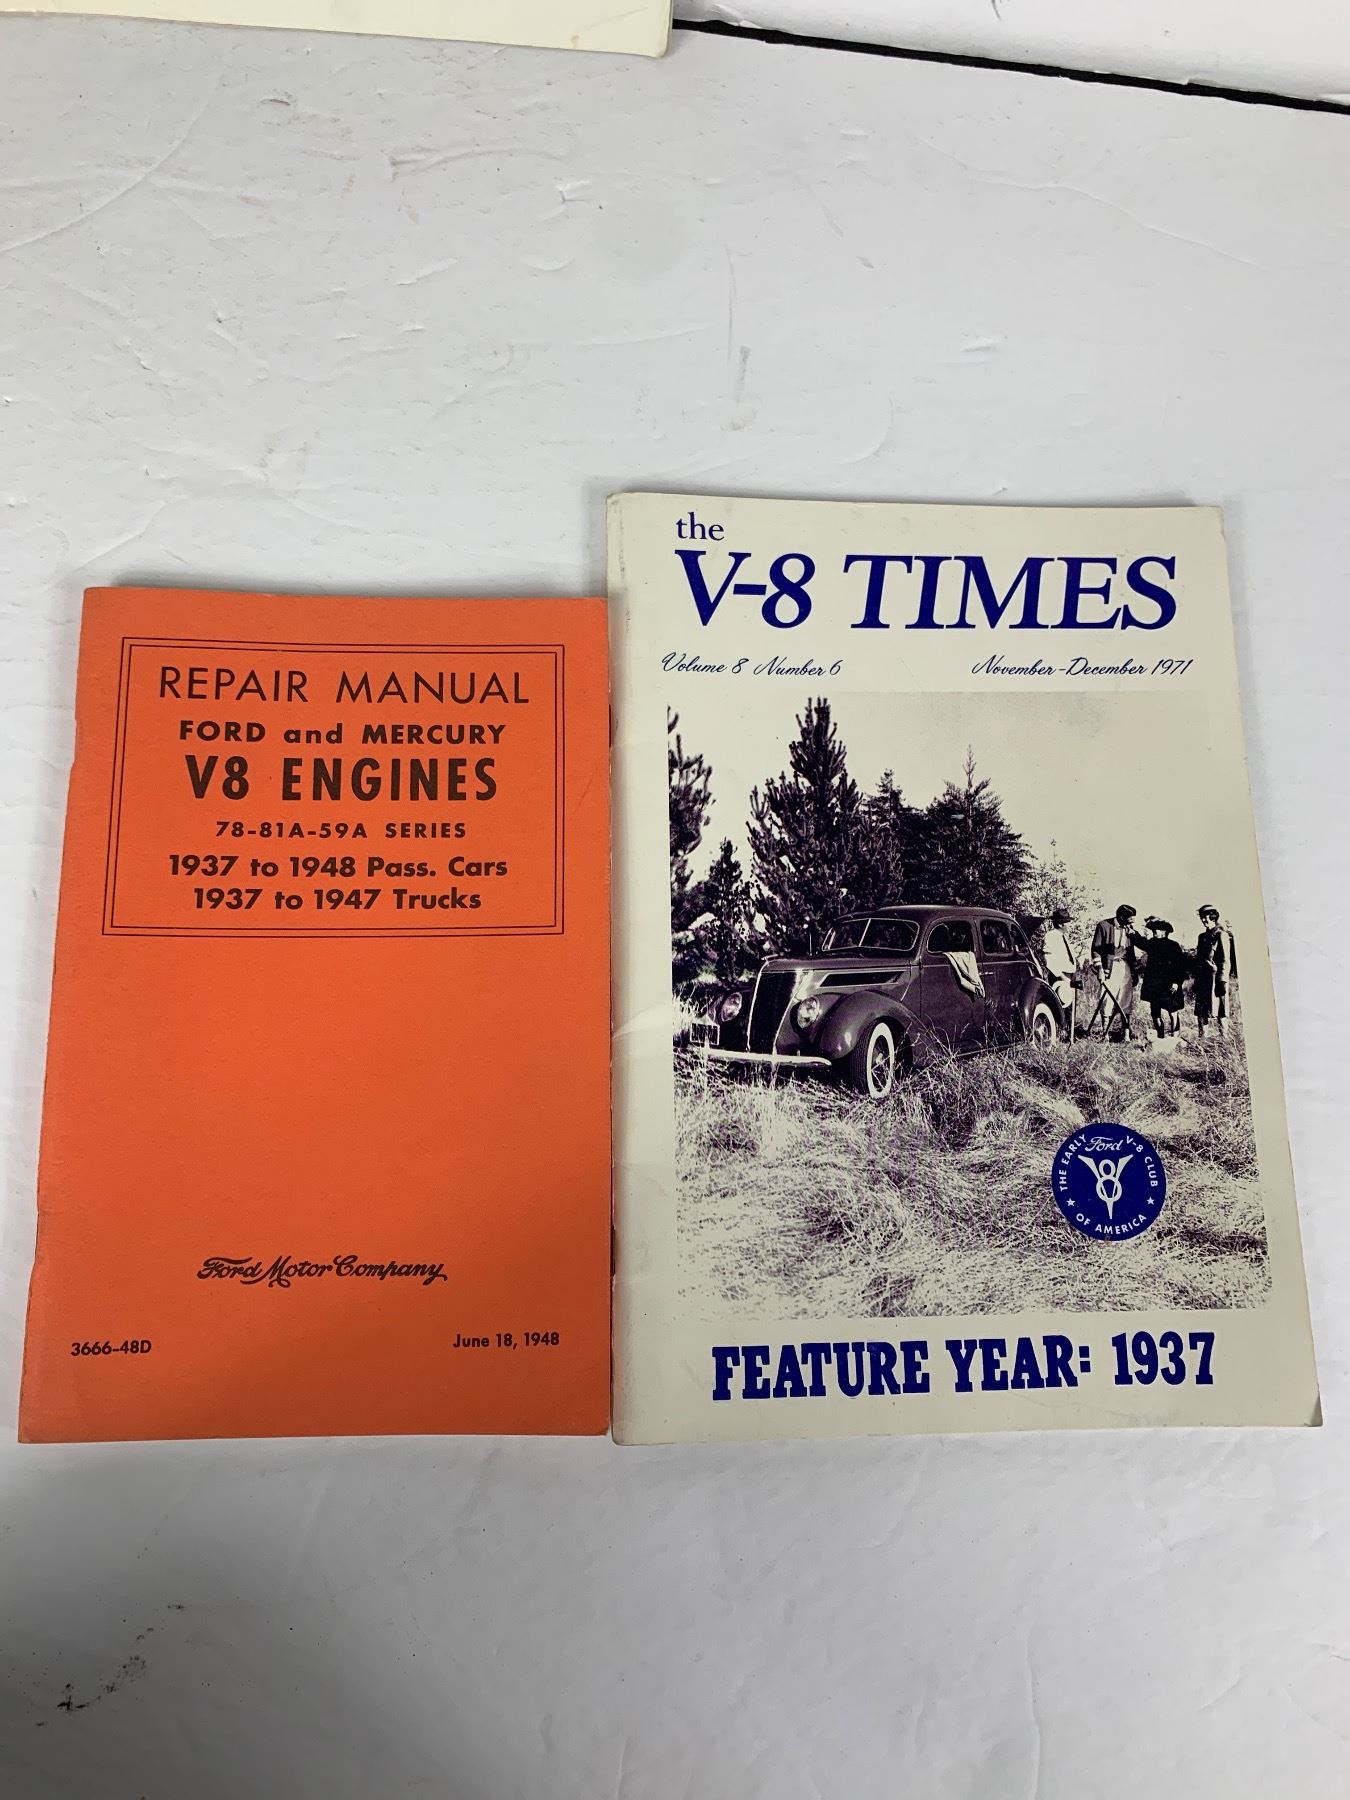 REPAIR MANUAL
FORD and MERCURY
V8 ENGINES
78-81A-59A SERIES
1937 to 1948 Pass. Cars
1937 to 1947 Trucks
Ford Motor Company
3666-48D
June 18, 1948
the
V-8 TIMES
Volume 8 Number 6
November-December 1971
THE EARLY Ford V-8 CLUB
V8
★ OF AMERICA ★
FEATURE YEAR: 1937